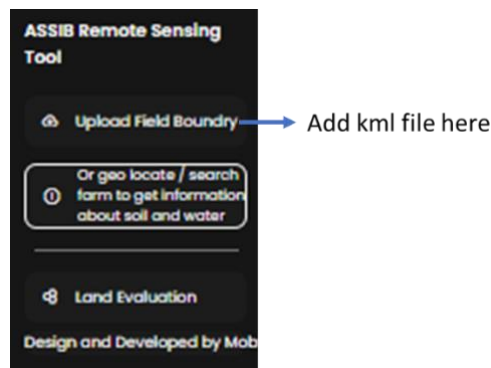 ASSIB Remote Sensing
Tool
Upload Field Boundry
Add kml file here
Or geo locate / search
farm to get information
about soil and water
Land Evaluation
Design and Developed by Mob